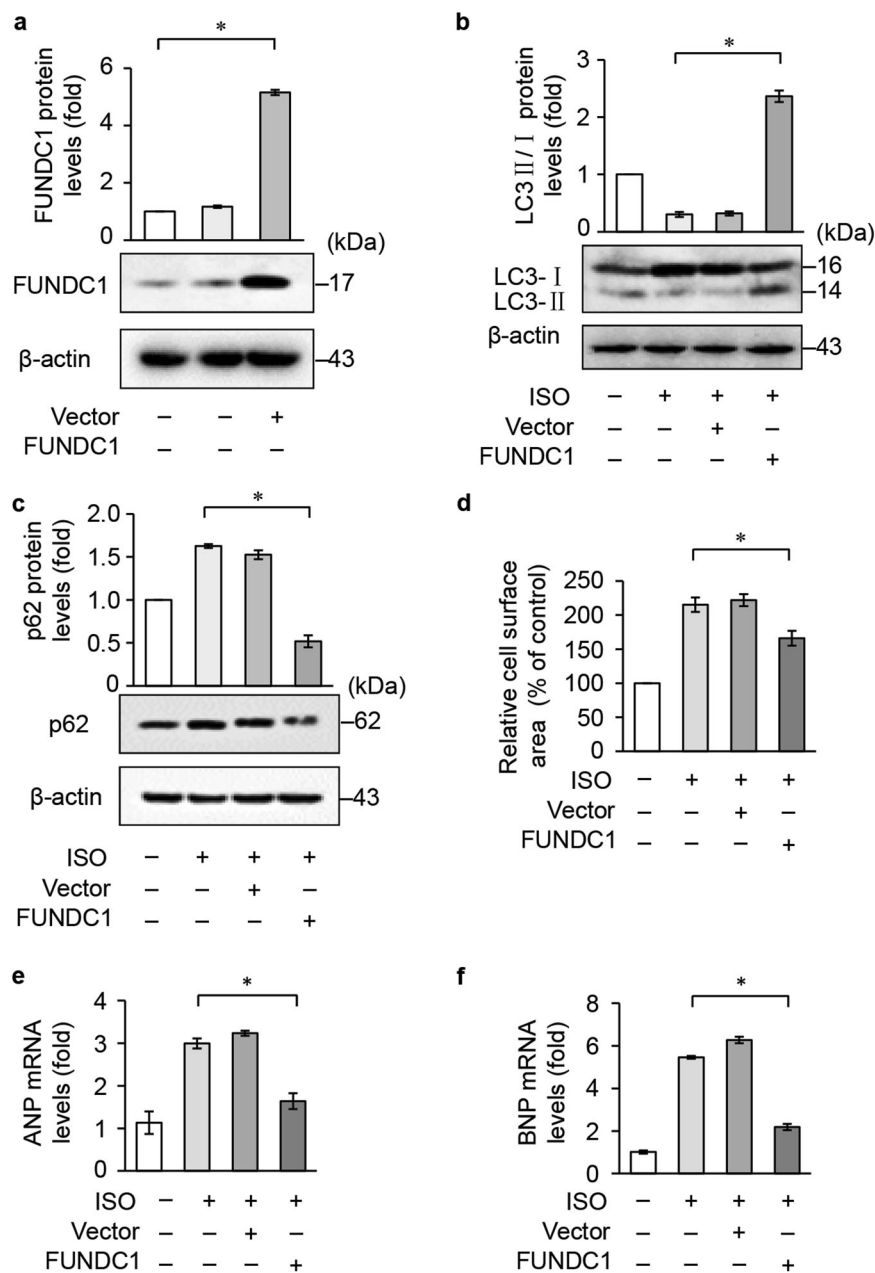 a
*
FUNDC1 protein
levels (fold)
6
4
2
0
(kDa)
FUNDC1
17
β-actin
43
Vector – – +
FUNDC1 – – –
b
*
LC3Ⅱ/Ⅰ protein
levels (fold)
3
2
1
0
(kDa)
LC3-Ⅰ
16
LC3-Ⅱ
14
β-actin
43
ISO – + + +
Vector – – + –
FUNDC1 – – – +
c
*
p62 protein
levels (fold)
2.0
1.5
1.0
0.5
0
(kDa)
p62
62
β-actin
43
ISO – + + +
Vector – – + –
FUNDC1 – – – +
d
*
Relative cell surface
area (% of control)
250
200
150
100
50
0
ISO – + + +
Vector – – + –
FUNDC1 – – – +
e
*
ANP mRNA
levels (fold)
4
3
2
1
0
ISO – + + +
Vector – – + –
FUNDC1 – – – +
f
*
BNP mRNA
levels (fold)
8
6
4
2
0
ISO – + + +
Vector – – + –
FUNDC1 – – – +